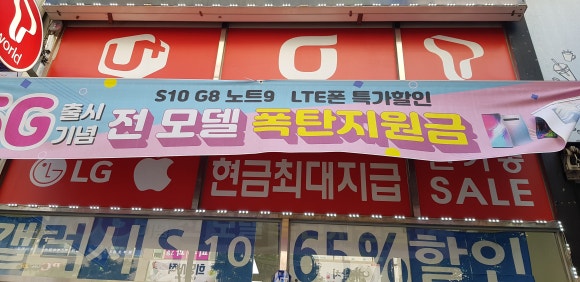 world
U+
S10 G8 노트9 LTE폰 특가할인
5G 출시기념 전 모델 폭탄지원금
LG 현금최대지급
SALE
갤럭시 S10 65% 할인